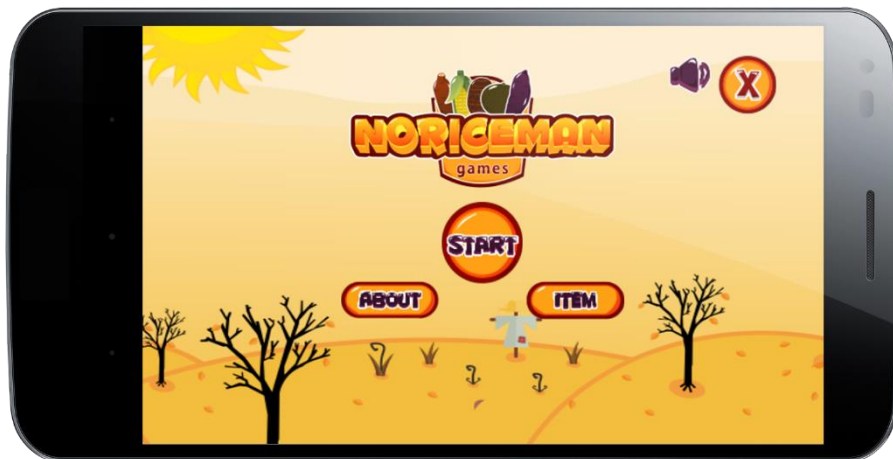 NORICEMAN
games
X
START
ABOUT
ITEM